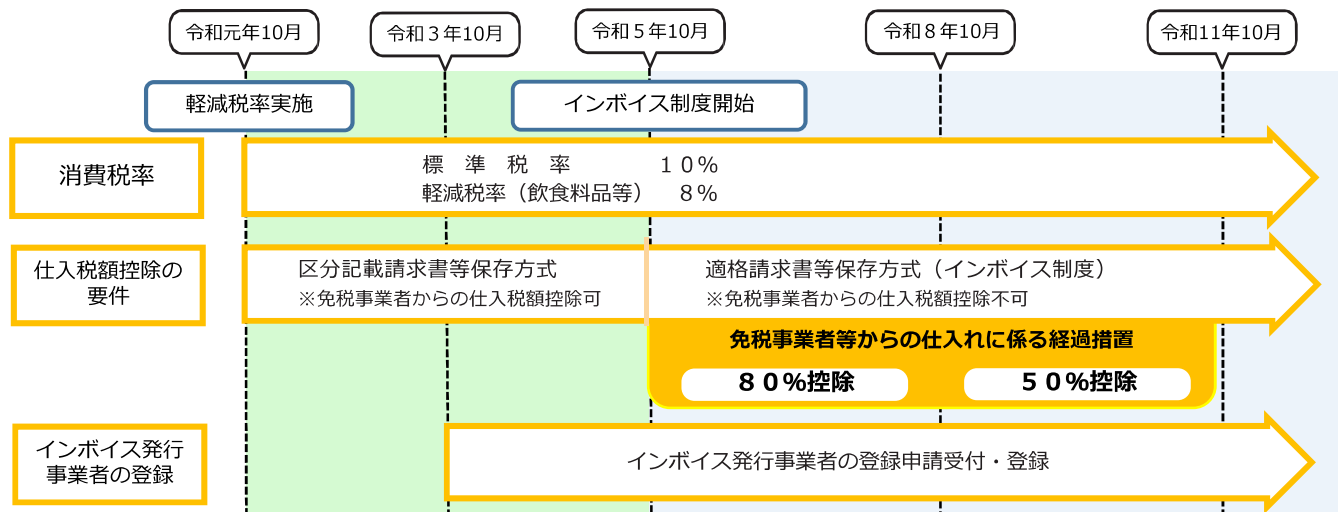 令和元年10月
令和３年10月
令和５年10月
令和８年10月
令和11年10月
軽減税率実施
インボイス制度開始
消費税率
標　準　税　率　　　　１０％
軽減税率（飲食料品等）　８％
仕入税額控除の
要件
区分記載請求書等保存方式
※免税事業者からの仕入税額控除可
適格請求書等保存方式（インボイス制度）
※免税事業者からの仕入税額控除不可
免税事業者等からの仕入れに係る経過措置
８０％控除
５０％控除
インボイス発行
事業者の登録
インボイス発行事業者の登録申請受付・登録